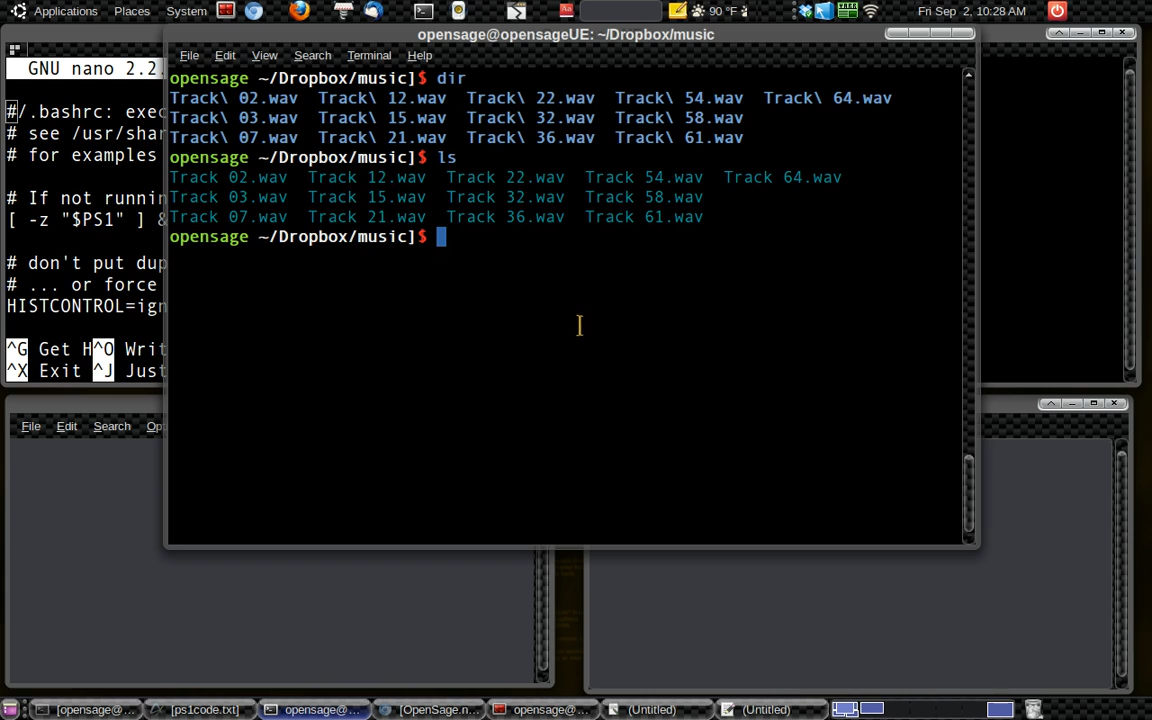 Applications Places System 90 °F Fri Sep 2, 10:28 AM
opensage@opensageUE: ~/Dropbox/music
File Edit View Search Terminal Help
opensage ~/Dropbox/music]$ dir
Track\ 02.wav Track\ 12.wav Track\ 22.wav Track\ 54.wav Track\ 64.wav
Track\ 03.wav Track\ 15.wav Track\ 32.wav Track\ 58.wav
Track\ 07.wav Track\ 21.wav Track\ 36.wav Track\ 61.wav
opensage ~/Dropbox/music]$ ls
Track 02.wav Track 12.wav Track 22.wav Track 54.wav Track 64.wav
Track 03.wav Track 15.wav Track 32.wav Track 58.wav
Track 07.wav Track 21.wav Track 36.wav Track 61.wav
opensage ~/Dropbox/music]$
GNU nano 2.2.
#/.bashrc: exec
# see /usr/shar
# for examples
# If not runnin
[ -z "$PS1" ] &
# don't put dup
# ... or force
HISTCONTROL=ign
^G Get H^O Writ
^X Exit ^J Just
File Edit Search Opt
[opensage@... [ps1code.txt] opensage@... [OpenSage.n... opensage@... (Untitled) (Untitled)